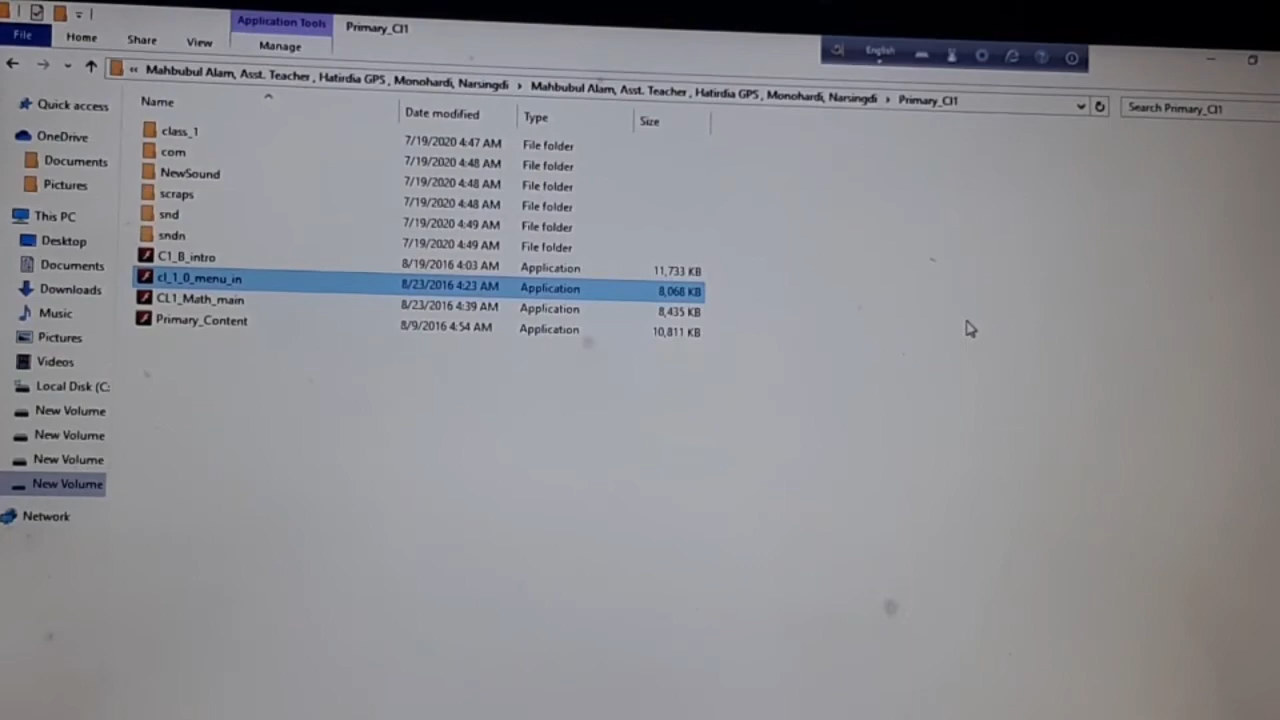 Application Tools Primary_Cl1
File Home Share View Manage
English
« Mahbubul Alam, Asst. Teacher , Hatirdia GPS , Monohardi, Narsingdi › Mahbubul Alam, Asst. Teacher , Hatirdia GPS , Monohardi, Narsingdi › Primary_Cl1
Search Primary_Cl1
Quick access
OneDrive
Documents
Pictures
This PC
Desktop
Documents
Downloads
Music
Pictures
Videos
Local Disk (C:
New Volume
New Volume
New Volume
New Volume
Network
Name Date modified Type Size
class_1 7/19/2020 4:47 AM File folder
com 7/19/2020 4:48 AM File folder
NewSound 7/19/2020 4:48 AM File folder
scraps 7/19/2020 4:48 AM File folder
snd 7/19/2020 4:49 AM File folder
sndn 7/19/2020 4:49 AM File folder
C1_B_intro 8/19/2016 4:03 AM Application 11,733 KB
cl_1_0_menu_in 8/23/2016 4:23 AM Application 8,068 KB
CL1_Math_main 8/23/2016 4:39 AM Application 8,435 KB
Primary_Content 8/9/2016 4:54 AM Application 10,811 KB